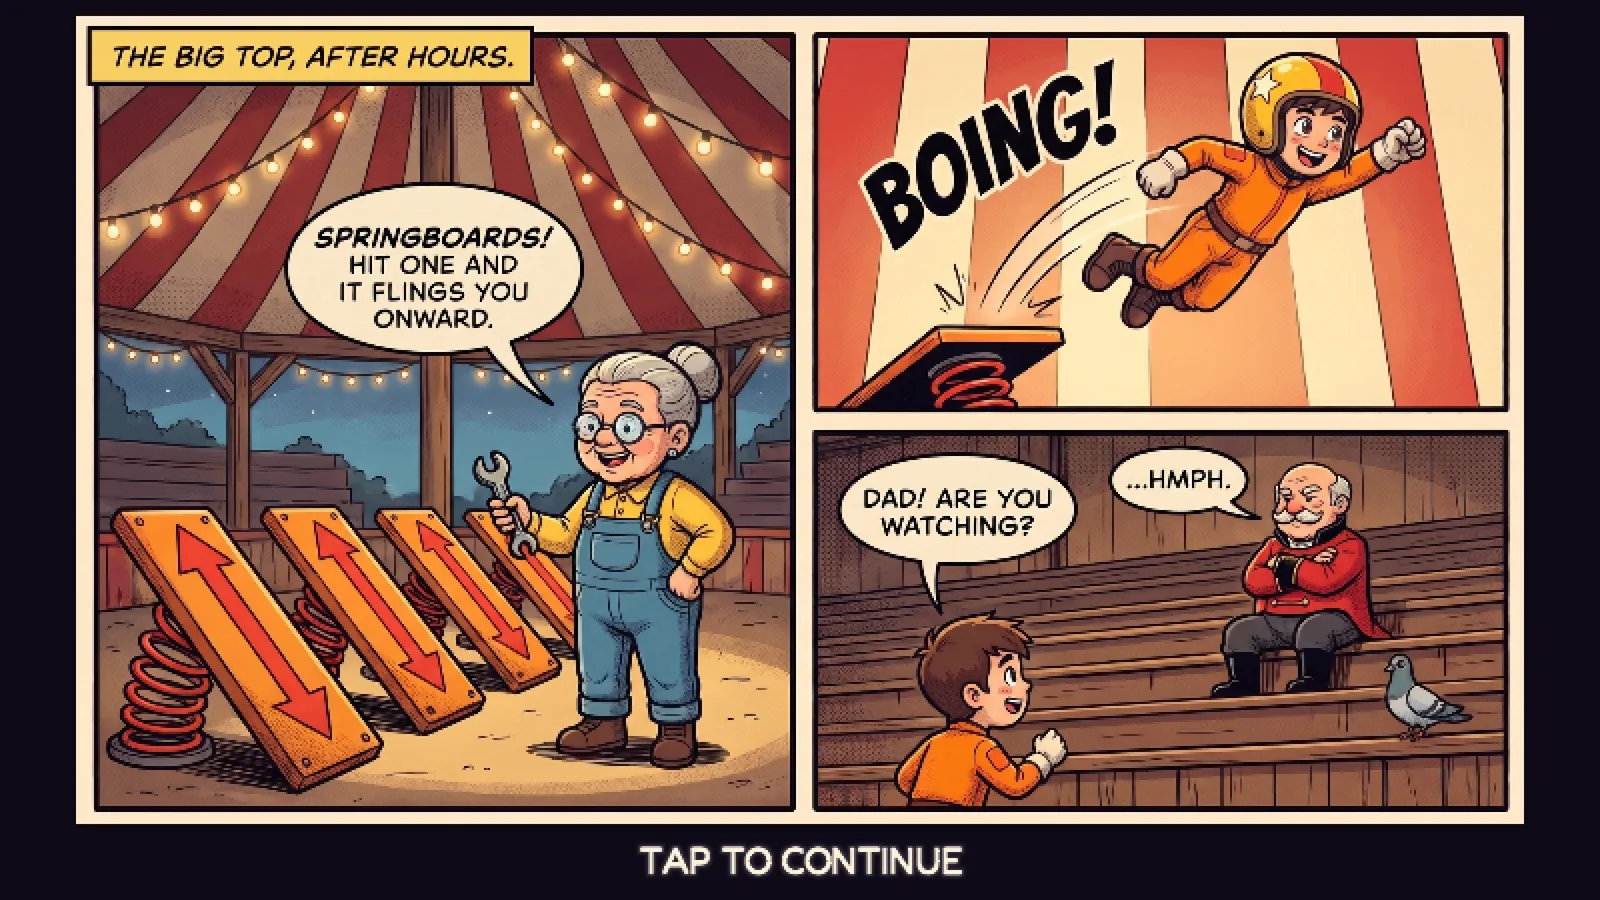 THE BIG TOP, AFTER HOURS.
SPRINGBOARDS!
HIT ONE AND
IT FLINGS YOU
ONWARD.
BOING!
DAD! ARE YOU
WATCHING?
...HMPH.
TAP TO CONTINUE